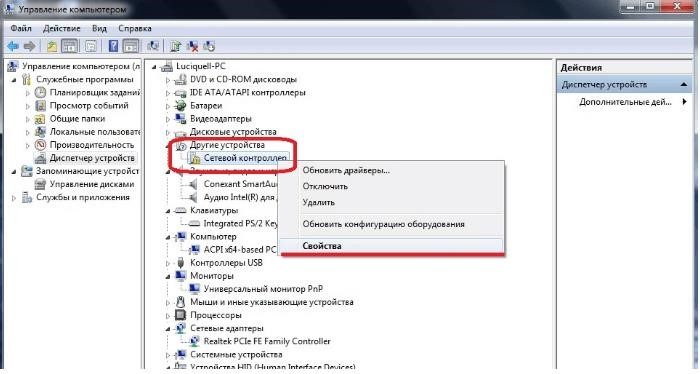 Управление компьютером
Файл Действие Вид Справка
Управление компьютером (л
Служебные программы
Планировщик заданий
Просмотр событий
Общие папки
Локальные пользовате
Производительность
Диспетчер устройств
Запоминающие устройст
Управление дисками
Службы и приложения
Luciquell-PC
DVD и CD-ROM дисководы
IDE ATA/ATAPI контроллеры
Батареи
Видеоадаптеры
Дисковые устройства
Другие устройства
Сетевой контроллер
Звуковые, видео и игр
Conexant SmartAud
Аудио Intel(R) для д
Клавиатуры
Integrated PS/2 Key
Компьютер
ACPI x64-based PC
Контроллеры USB
Мониторы
Универсальный монитор PnP
Мыши и иные указывающие устройства
Процессоры
Сетевые адаптеры
Realtek PCIe FE Family Controller
Системные устройства
Устройства HID (Human Interface Devices)
Обновить драйверы...
Отключить
Удалить
Обновить конфигурацию оборудования
Свойства
Действия
Диспетчер устройств
Дополнительные дей...